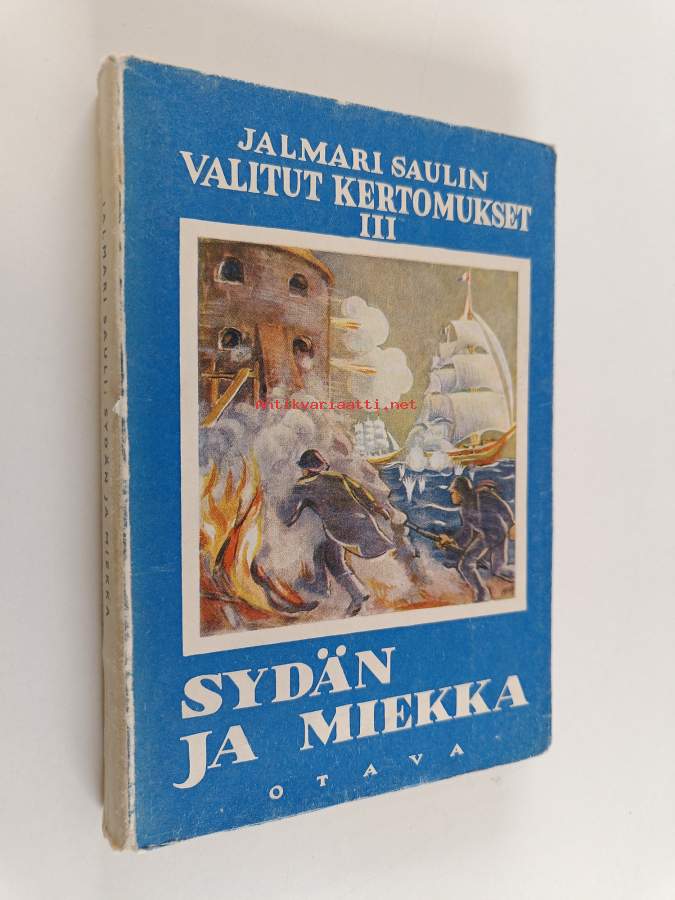 JALMARI SAULIN
VALITUT KERTOMUKSET
III
Antikvariaatti.net
SYDÄN
JA MIEKKA
OTAVA
JALMARI SAULI: SYDÄN JA MIEKKA